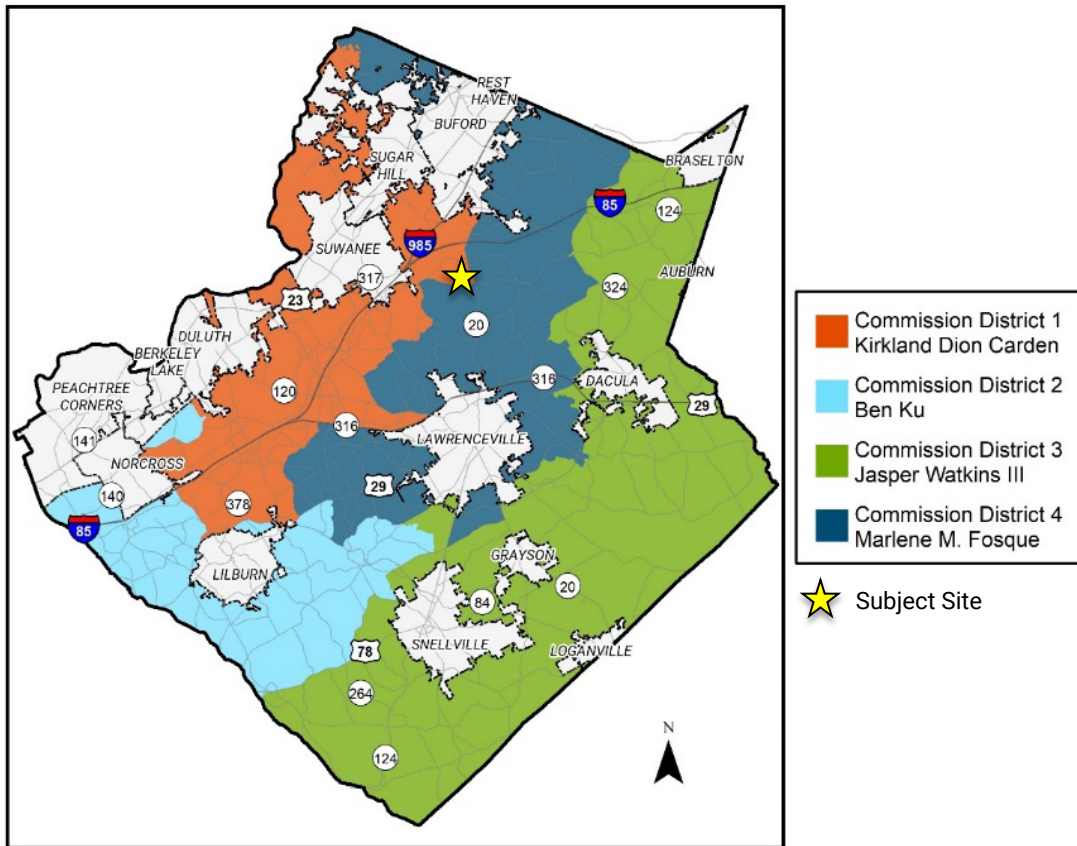 REST
HAVEN
BUFORD
BRASELTON
SUGAR
HILL
85
124
SUWANEE
985
317
AUBURN
324
23
20
DULUTH
BERKELEY
LAKE
PEACHTREE
CORNERS
120
316
DACULA
29
141
316
LAWRENCEVILLE
NORCROSS
29
140
378
85
GRAYSON
LILBURN
20
84
SNELLVILLE
LOGANVILLE
78
264
124
N
Commission District 1
Kirkland Dion Carden
Commission District 2
Ben Ku
Commission District 3
Jasper Watkins III
Commission District 4
Marlene M. Fosque
Subject Site